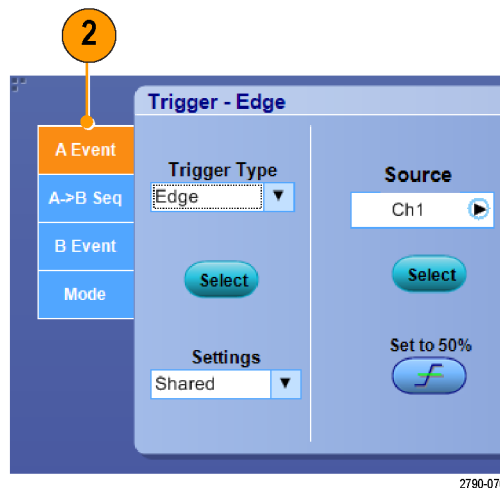 2
Trigger - Edge
A Event
A->B Seq
B Event
Mode
Trigger Type
Edge
Select
Settings
Shared
Source
Ch1
Select
Set to 50%
2790-07